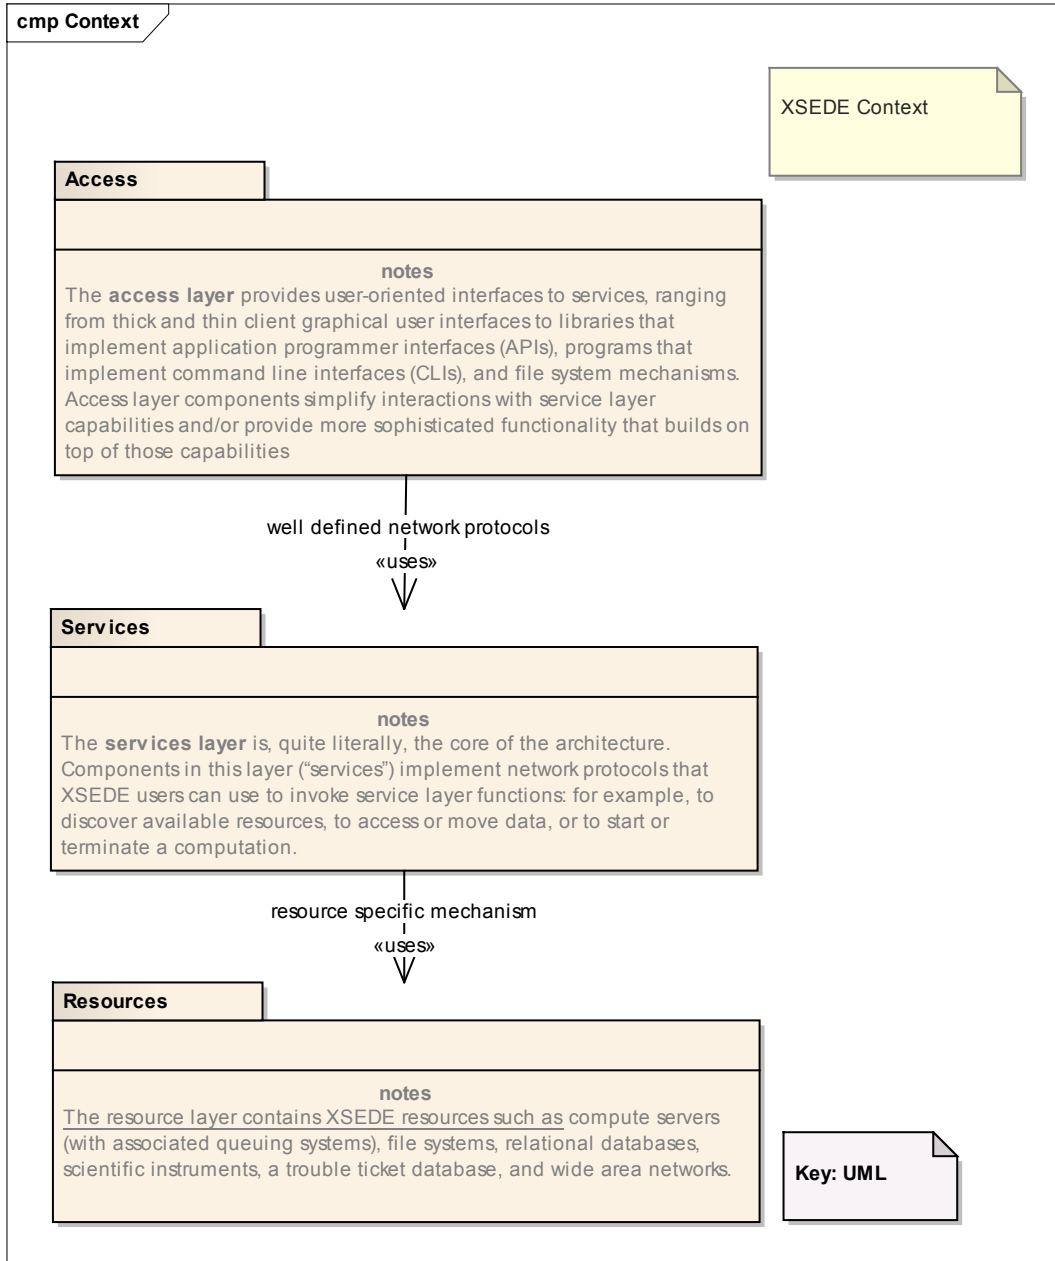 cmp Context
XSEDE Context
Access
notes
The access layer provides user-oriented interfaces to services, ranging
from thick and thin client graphical user interfaces to libraries that
implement application programmer interfaces (APIs), programs that
implement command line interfaces (CLIs), and file system mechanisms.
Access layer components simplify interactions with service layer
capabilities and/or provide more sophisticated functionality that builds on
top of those capabilities
well defined network protocols
«uses»
Services
notes
The services layer is, quite literally, the core of the architecture.
Components in this layer (“services”) implement network protocols that
XSEDE users can use to invoke service layer functions: for example, to
discover available resources, to access or move data, or to start or
terminate a computation.
resource specific mechanism
«uses»
Resources
notes
The resource layer contains XSEDE resources such as compute servers
(with associated queuing systems), file systems, relational databases,
scientific instruments, a trouble ticket database, and wide area networks.
Key: UML